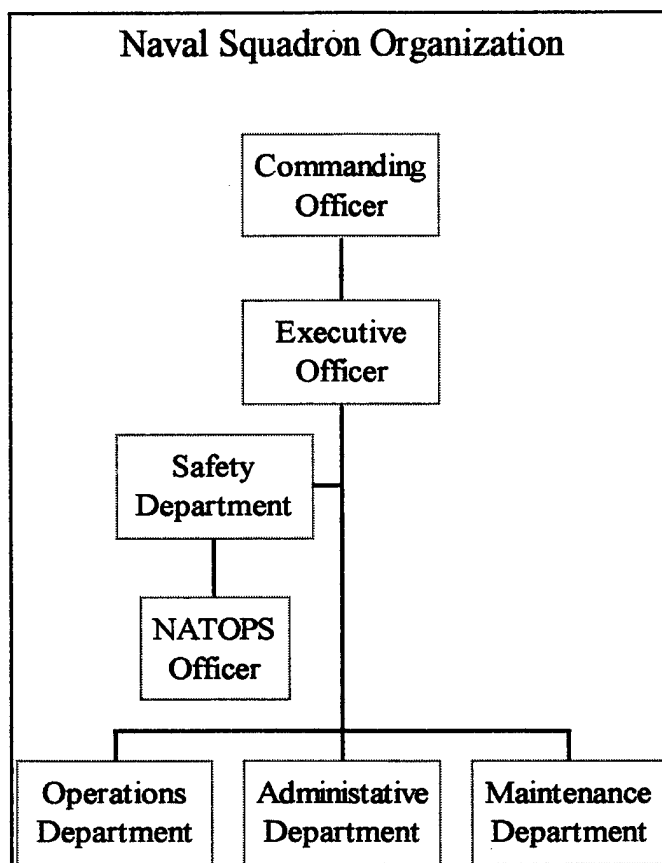 Naval Squadron Organization
Commanding
Officer
Executive
Officer
Safety
Department
NATOPS
Officer
Operations
Department
Administative
Department
Maintenance
Department